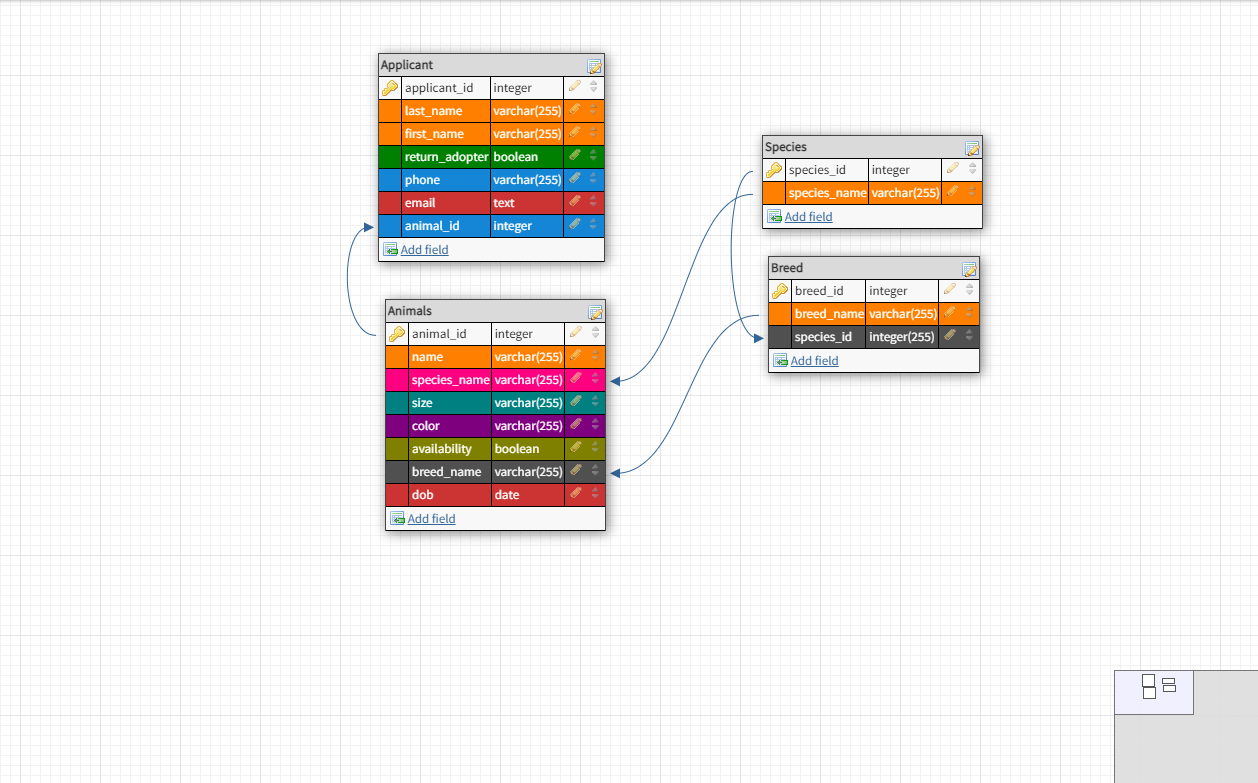 Applicant
applicant_id integer
last_name varchar(255)
first_name varchar(255)
return_adopter boolean
phone varchar(255)
email text
animal_id integer
Add field
Animals
animal_id integer
name varchar(255)
species_name varchar(255)
size varchar(255)
color varchar(255)
availability boolean
breed_name varchar(255)
dob date
Add field
Species
species_id integer
species_name varchar(255)
Add field
Breed
breed_id integer
breed_name varchar(255)
species_id integer(255)
Add field